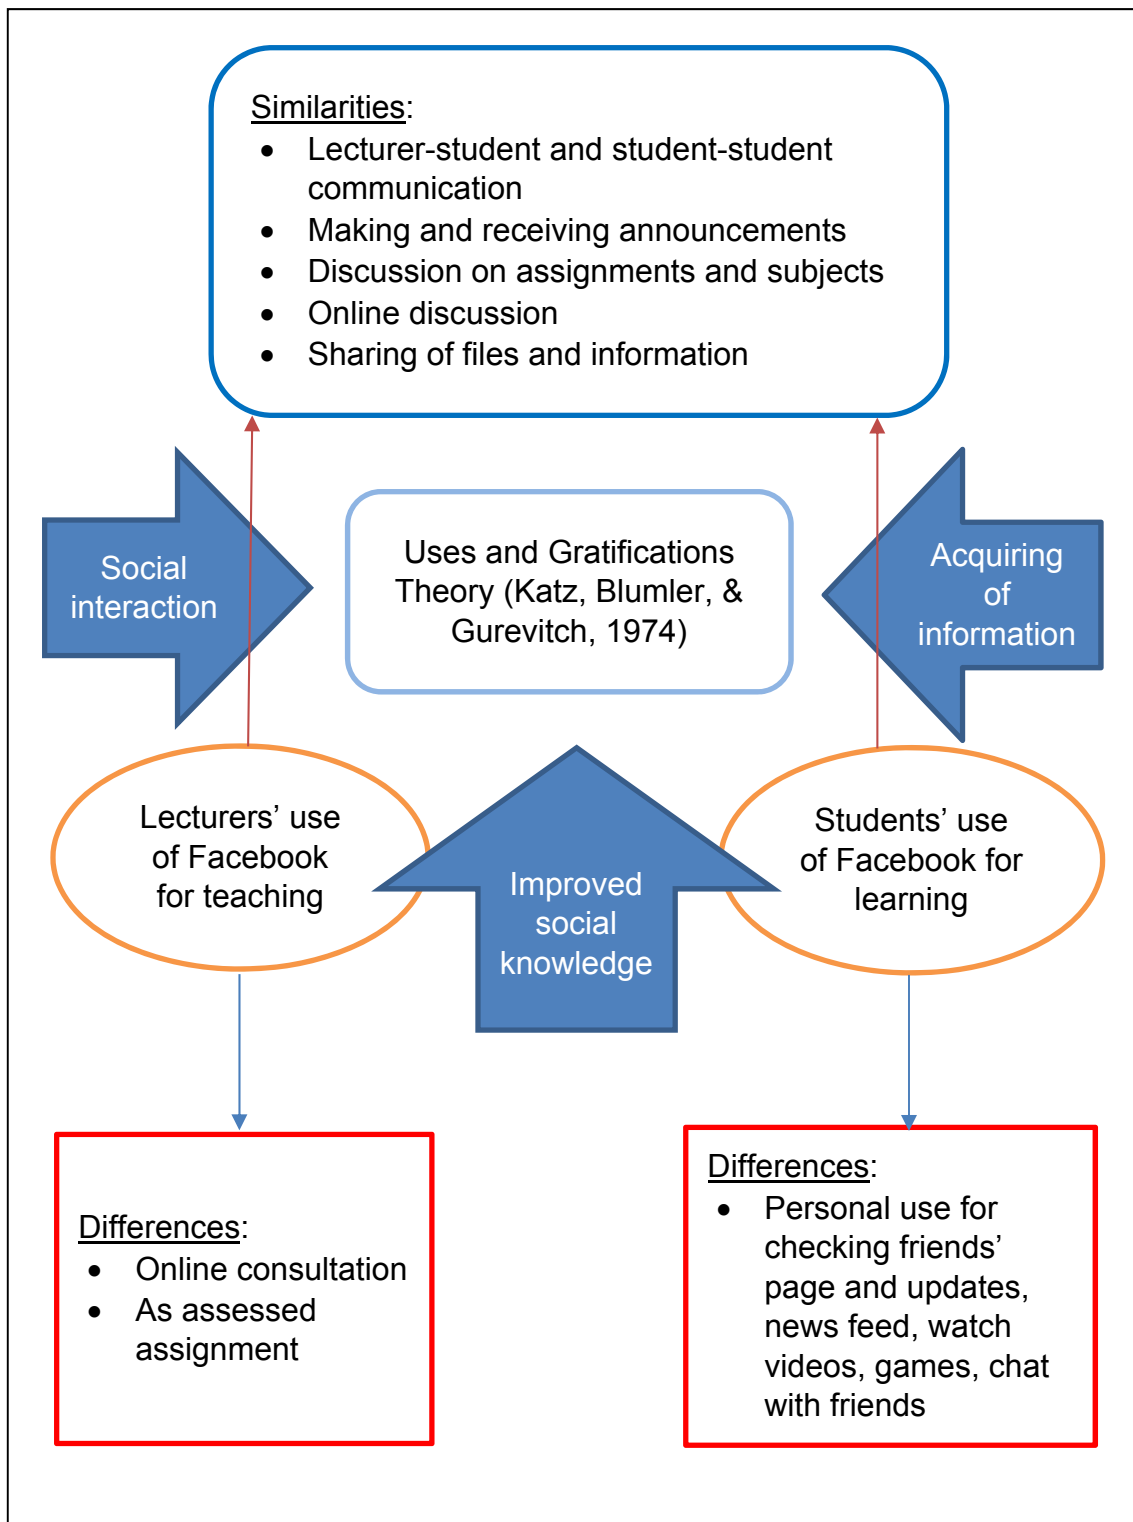 Similarities:
• Lecturer-student and student-student
communication
• Making and receiving announcements
• Discussion on assignments and subjects
• Online discussion
• Sharing of files and information
Social
interaction
Uses and Gratifications
Theory (Katz, Blumler, &
Gurevitch, 1974)
Acquiring
of
information
Lecturers’ use
of Facebook
for teaching
Improved
social
knowledge
Students’ use
of Facebook for
learning
Differences:
• Online consultation
• As assessed
assignment
Differences:
• Personal use for
checking friends’
page and updates,
news feed, watch
videos, games, chat
with friends